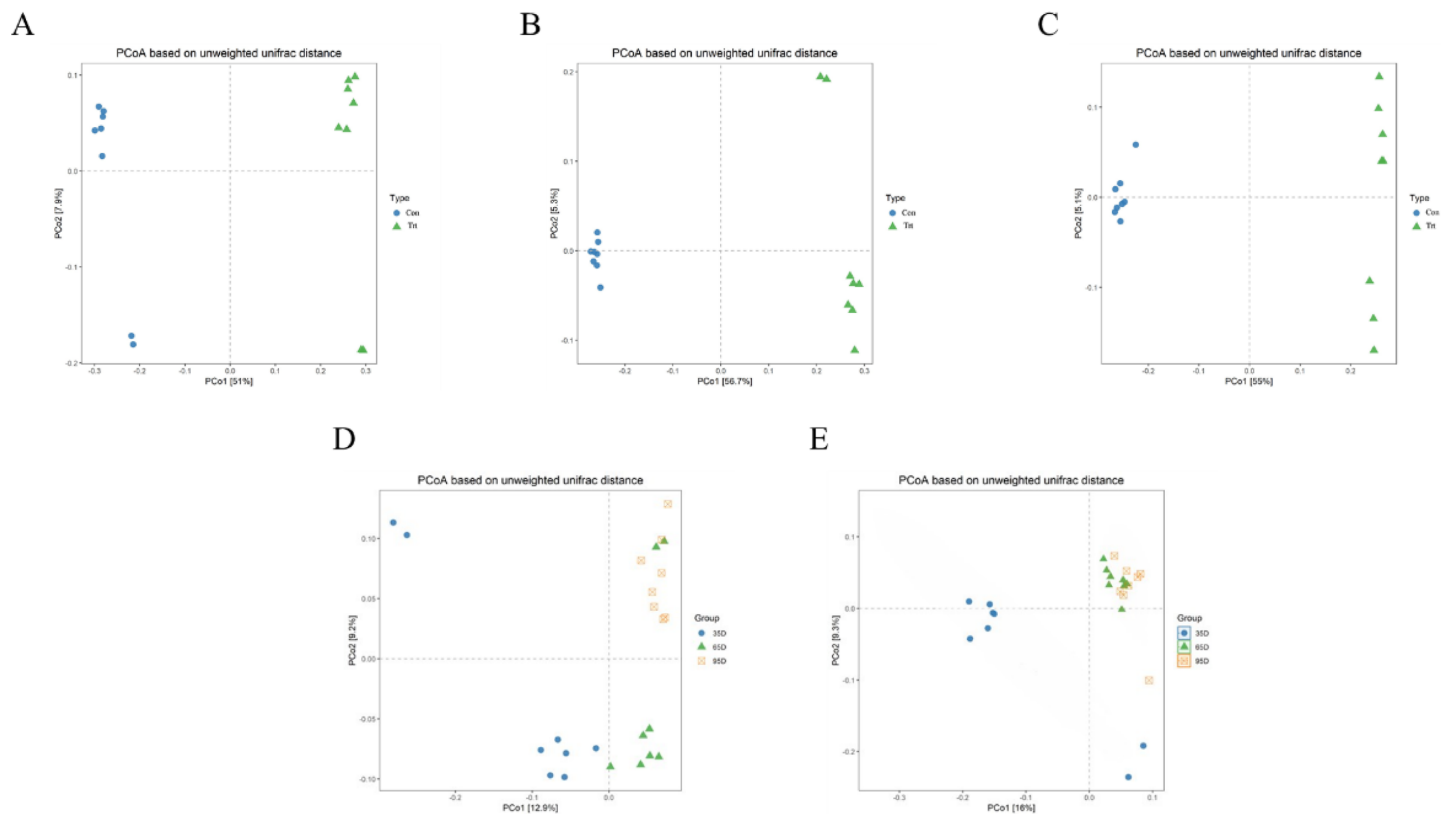 A
PCoA based on unweighted unifrac distance
0.1
0.0
-0.1
-0.2
PCo2 [7.9%]
-0.3
-0.2
-0.1
0.0
0.1
0.2
0.3
PCo1 [51%]
Type
Con
Trt
B
PCoA based on unweighted unifrac distance
0.2
0.1
0.0
-0.1
PCo2 [5.3%]
-0.2
-0.1
0.0
0.1
0.2
0.3
PCo1 [56.7%]
Type
Con
Trt
C
PCoA based on unweighted unifrac distance
0.1
0.0
-0.1
PCo2 [5.1%]
-0.2
-0.1
0.0
0.1
0.2
PCo1 [55%]
Type
Con
Trt
D
PCoA based on unweighted unifrac distance
0.10
0.05
0.00
-0.05
-0.10
PCo2 [9.2%]
-0.2
-0.1
0.0
PCo1 [12.9%]
Group
35D
65D
95D
E
PCoA based on unweighted unifrac distance
0.1
0.0
-0.1
-0.2
PCo2 [9.3%]
-0.3
-0.2
-0.1
0.0
0.1
PCo1 [16%]
Group
35D
65D
95D